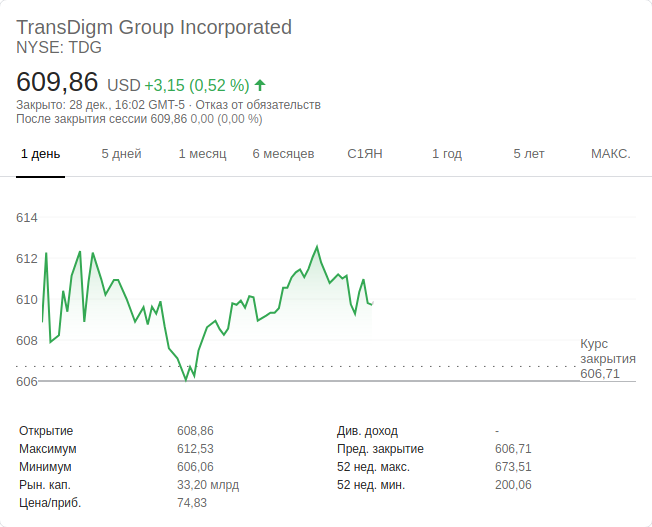 TransDigm Group Incorporated
NYSE: TDG
609,86 USD +3,15 (0,52 %)
Закрыто: 28 дек., 16:02 GMT-5 · Отказ от обязательств
После закрытия сессии 609,86 0,00 (0,00 %)
1 день 5 дней 1 месяц 6 месяцев С1ЯН 1 год 5 лет МАКС.
614
612
610
608
606
Курс
закрытия
606,71
Открытие 608,86 Див. доход -
Максимум 612,53 Пред. закрытие 606,71
Минимум 606,06 52 нед. макс. 673,51
Рын. кап. 33,20 млрд 52 нед. мин. 200,06
Цена/приб. 74,83